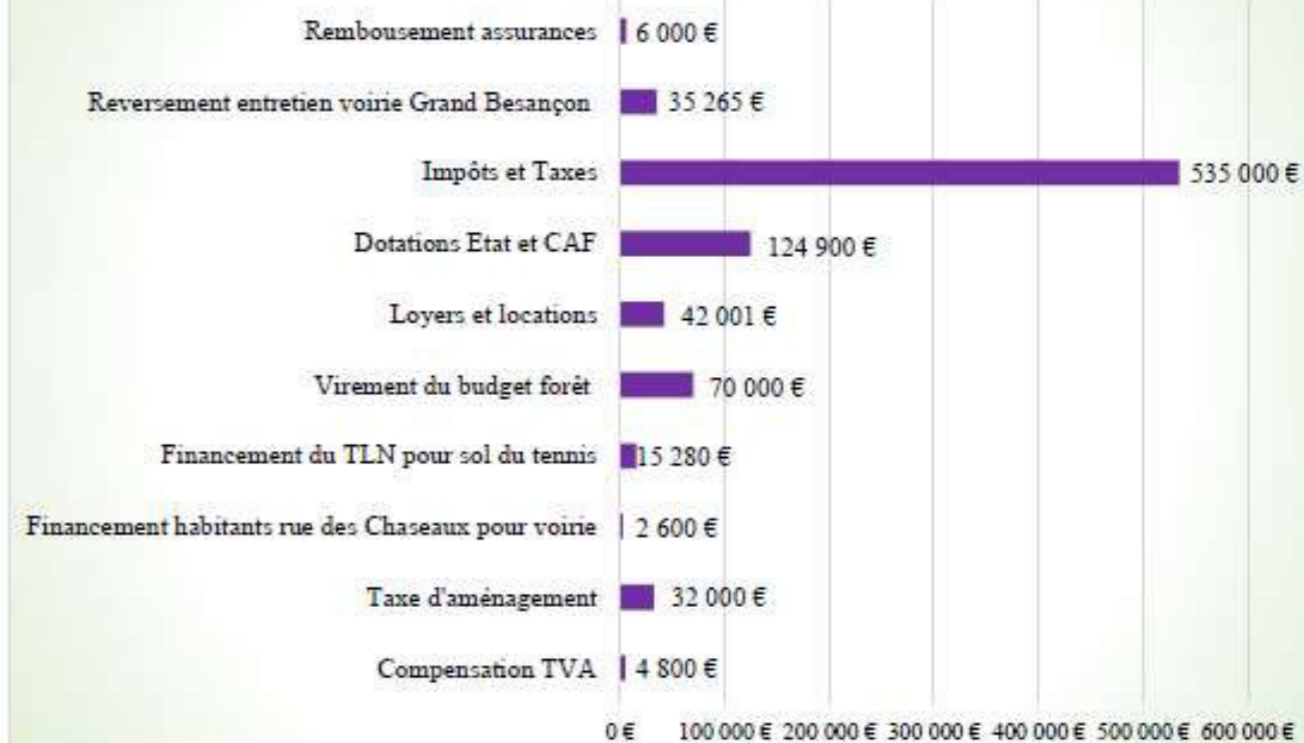 Rembousement assurances 6 000 €
Reversement entretien voirie Grand Besançon 35 265 €
Impôts et Taxes 535 000 €
Dotations Etat et CAF 124 900 €
Loyers et locations 42 001 €
Virement du budget forêt 70 000 €
Financement du TLN pour sol du tennis 15 280 €
Financement habitants rue des Chaseaux pour voirie 2 600 €
Taxe d'aménagement 32 000 €
Compensation TVA 4 800 €
0 € 100 000 € 200 000 € 300 000 € 400 000 € 500 000 € 600 000 €